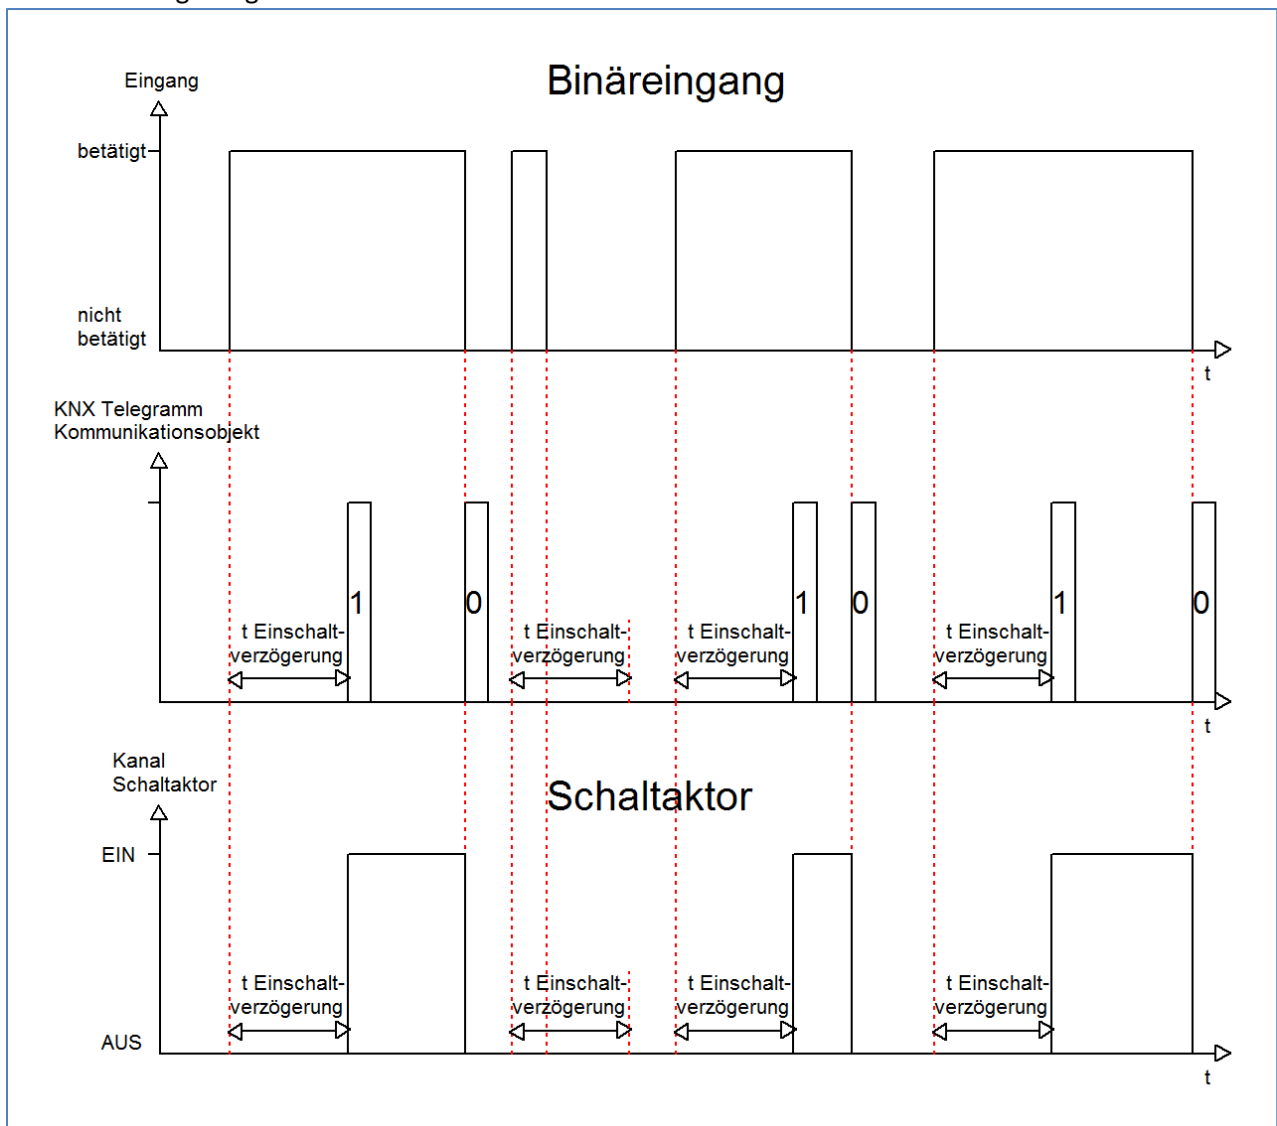 Binäreingang
Eingang
betätigt
nicht
betätigt
t
KNX Telegramm
Kommunikationsobjekt
1
0
1
0
1
0
t Einschalt-
verzögerung
t Einschalt-
verzögerung
t Einschalt-
verzögerung
t Einschalt-
verzögerung
t
Kanal
Schaltaktor
Schaltaktor
EIN
t Einschalt-
verzögerung
t Einschalt-
verzögerung
t Einschalt-
verzögerung
t Einschalt-
verzögerung
AUS
t